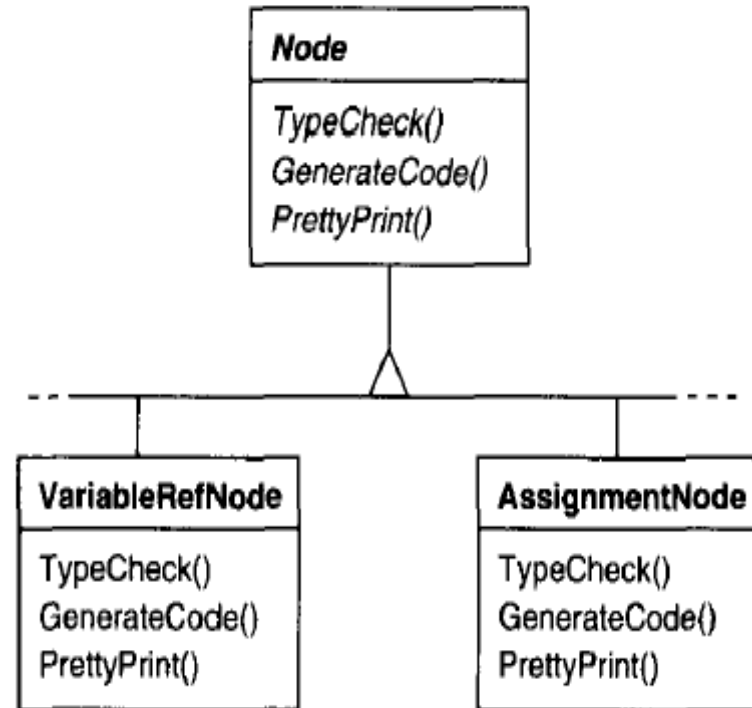 Node
TypeCheck()
GenerateCode()
PrettyPrint()
VariableRefNode
TypeCheck()
GenerateCode()
PrettyPrint()
AssignmentNode
TypeCheck()
GenerateCode()
PrettyPrint()